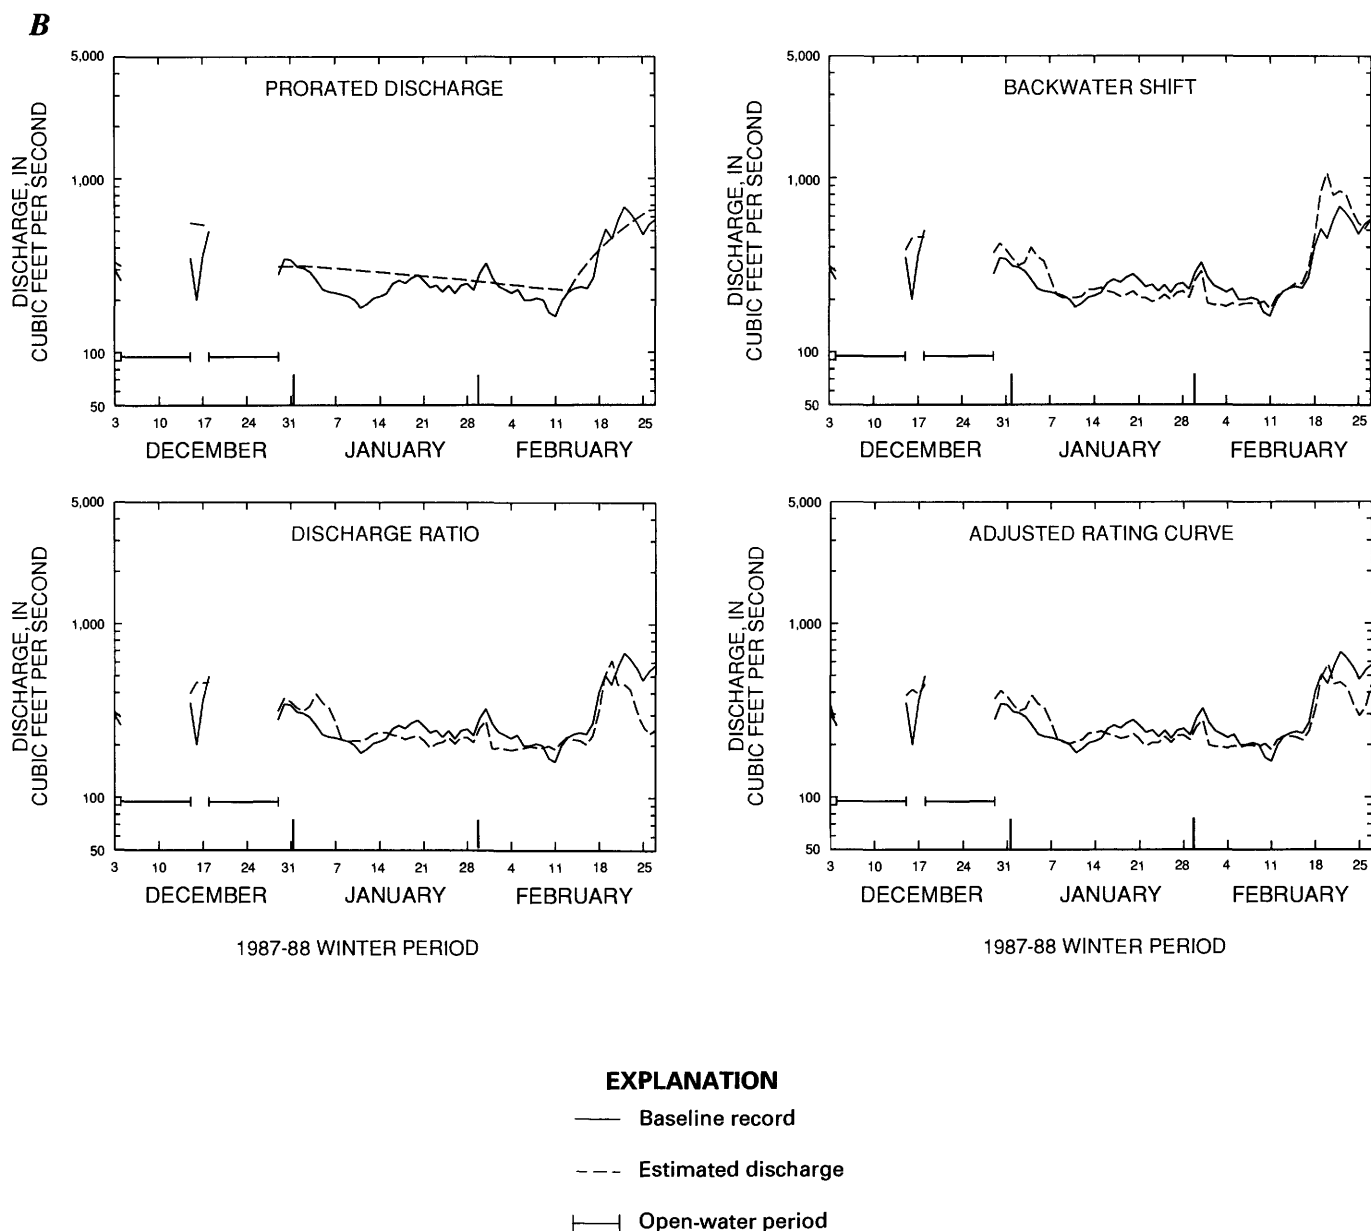 B
PRORATED DISCHARGE
DISCHARGE, IN
CUBIC FEET PER SECOND
5,000
1,000
100
50
3 10 17 24 31 7 14 21 28 4 11 18 25
DECEMBER JANUARY FEBRUARY
BACKWATER SHIFT
DISCHARGE, IN
CUBIC FEET PER SECOND
5,000
1,000
100
50
3 10 17 24 31 7 14 21 28 4 11 18 25
DECEMBER JANUARY FEBRUARY
DISCHARGE RATIO
DISCHARGE, IN
CUBIC FEET PER SECOND
5,000
1,000
100
50
3 10 17 24 31 7 14 21 28 4 11 18 25
DECEMBER JANUARY FEBRUARY
1987-88 WINTER PERIOD
ADJUSTED RATING CURVE
DISCHARGE, IN
CUBIC FEET PER SECOND
5,000
1,000
100
50
3 10 17 24 31 7 14 21 28 4 11 18 25
DECEMBER JANUARY FEBRUARY
1987-88 WINTER PERIOD
EXPLANATION
Baseline record
Estimated discharge
Open-water period